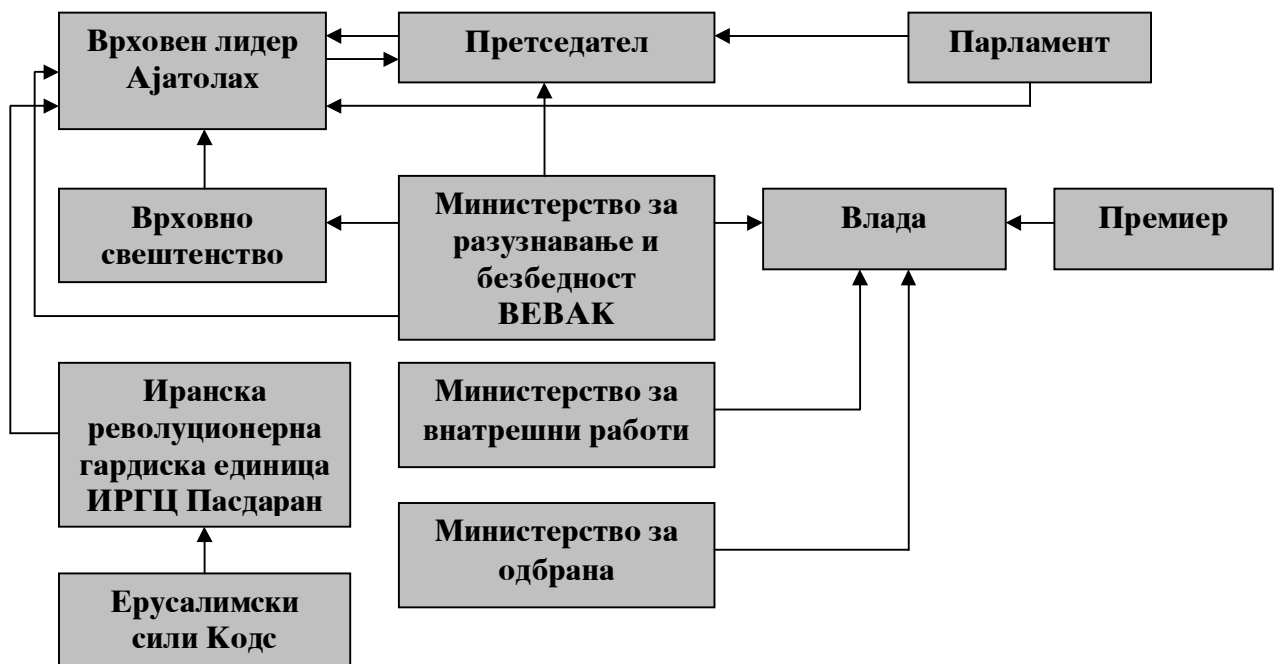 Врховен лидер
Ајатолах
Претседател
Парламент
Врховно
свештенство
Министерство за
разузнавање и
безбедност
ВЕВАК
Влада
Премиер
Иранска
револуционерна
гардиска единица
ИРГЦ Пасдаран
Министерство за
внатрешни работи
Министерство за
одбрана
Ерусалимски
сили Кодс